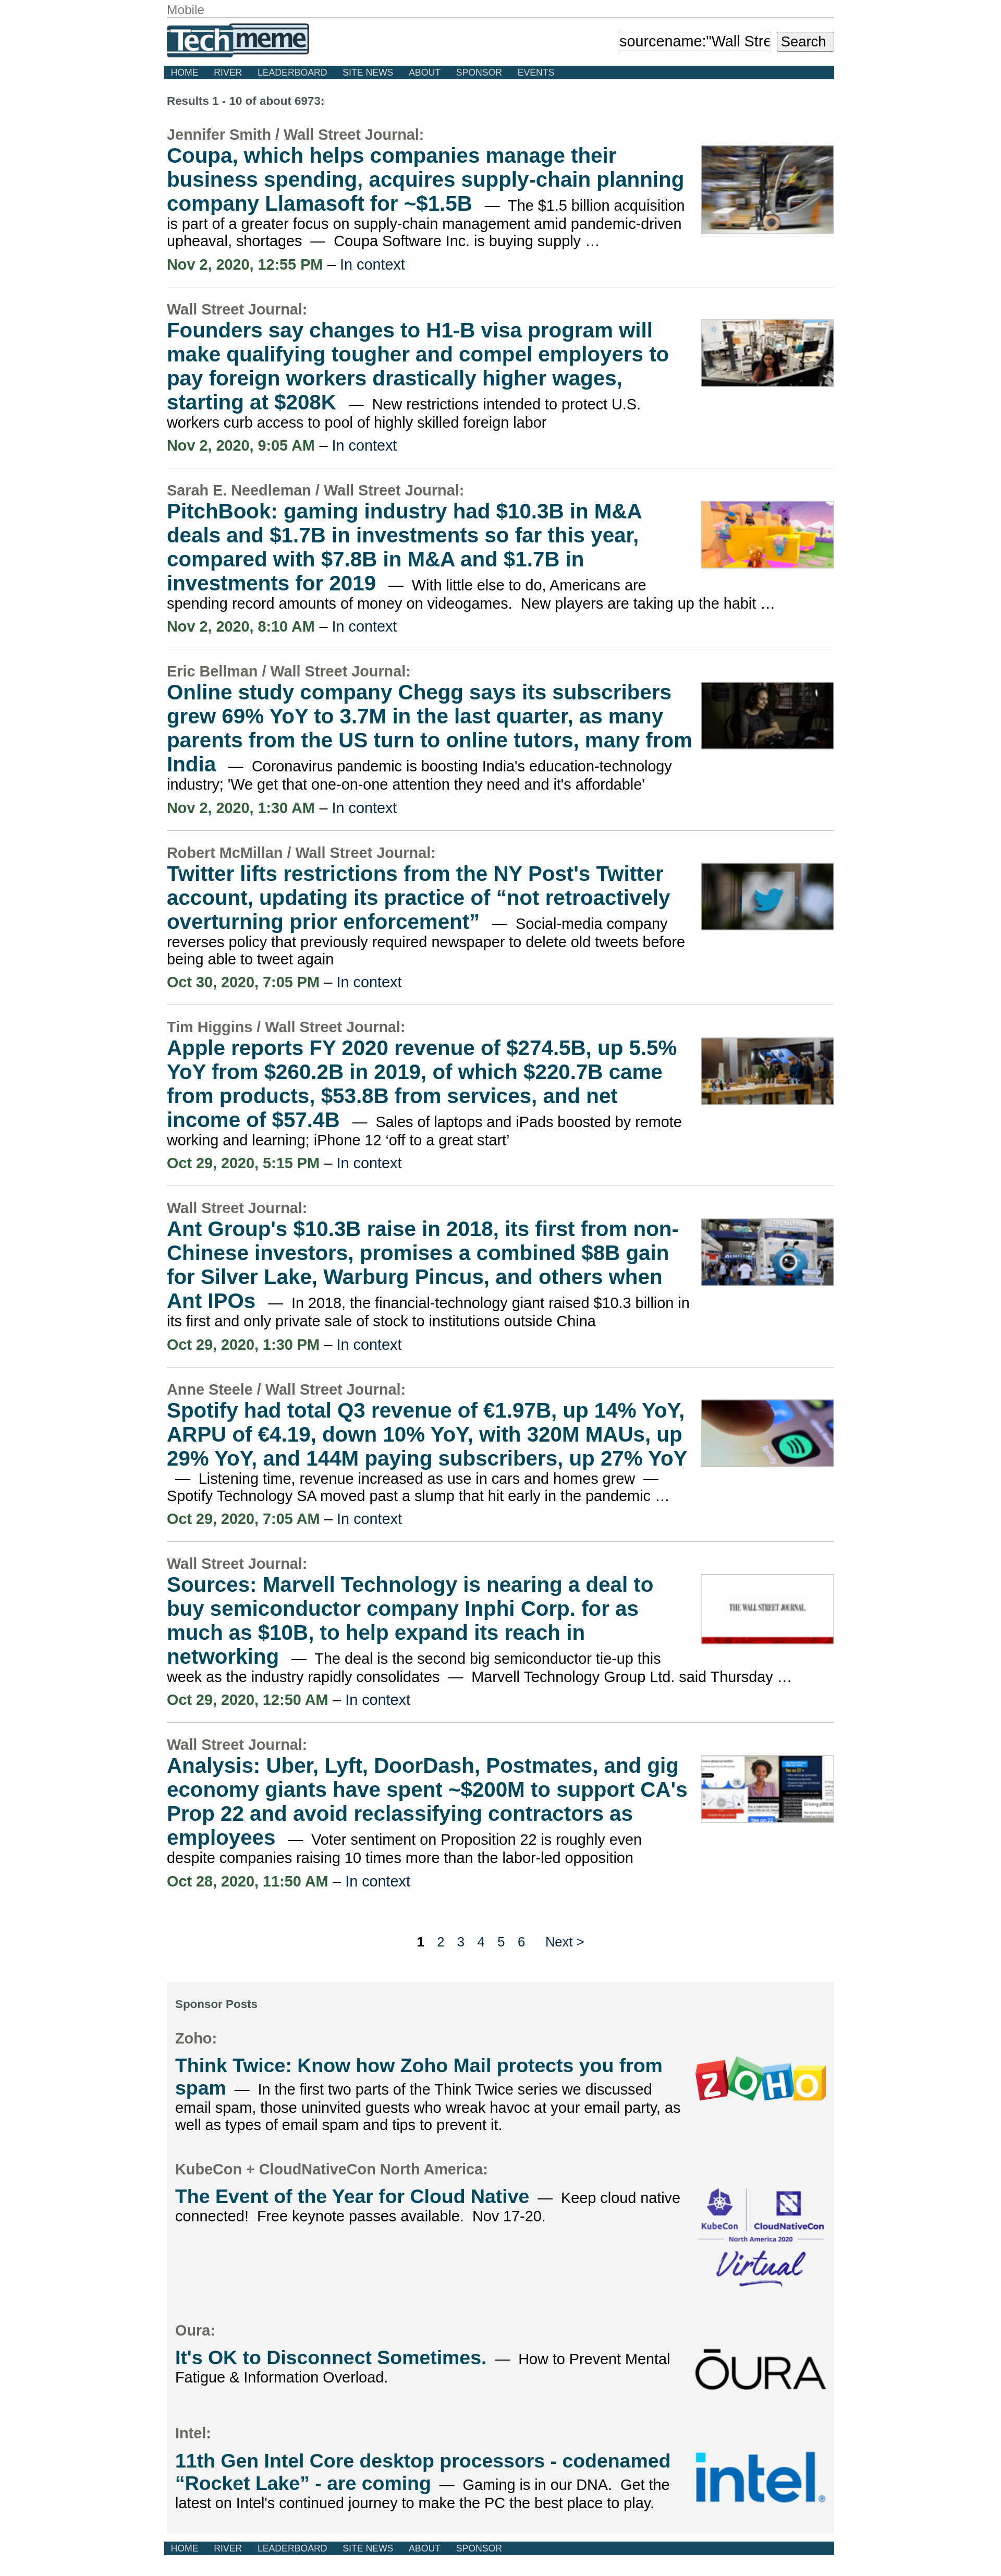 Mobile
Techmeme
sourcename:"Wall Stre
Search
HOME RIVER LEADERBOARD SITE NEWS ABOUT SPONSOR EVENTS
Results 1 - 10 of about 6973:
Jennifer Smith / Wall Street Journal:
Coupa, which helps companies manage their
business spending, acquires supply-chain planning
company Llamasoft for ~$1.5B — The $1.5 billion acquisition
is part of a greater focus on supply-chain management amid pandemic-driven
upheaval, shortages — Coupa Software Inc. is buying supply …
Nov 2, 2020, 12:55 PM – In context
Wall Street Journal:
Founders say changes to H1-B visa program will
make qualifying tougher and compel employers to
pay foreign workers drastically higher wages,
starting at $208K — New restrictions intended to protect U.S.
workers curb access to pool of highly skilled foreign labor
Nov 2, 2020, 9:05 AM – In context
Sarah E. Needleman / Wall Street Journal:
PitchBook: gaming industry had $10.3B in M&A
deals and $1.7B in investments so far this year,
compared with $7.8B in M&A and $1.7B in
investments for 2019 — With little else to do, Americans are
spending record amounts of money on videogames. New players are taking up the habit …
Nov 2, 2020, 8:10 AM – In context
Eric Bellman / Wall Street Journal:
Online study company Chegg says its subscribers
grew 69% YoY to 3.7M in the last quarter, as many
parents from the US turn to online tutors, many from
India — Coronavirus pandemic is boosting India's education-technology
industry; 'We get that one-on-one attention they need and it's affordable'
Nov 2, 2020, 1:30 AM – In context
Robert McMillan / Wall Street Journal:
Twitter lifts restrictions from the NY Post's Twitter
account, updating its practice of “not retroactively
overturning prior enforcement” — Social-media company
reverses policy that previously required newspaper to delete old tweets before
being able to tweet again
Oct 30, 2020, 7:05 PM – In context
Tim Higgins / Wall Street Journal:
Apple reports FY 2020 revenue of $274.5B, up 5.5%
YoY from $260.2B in 2019, of which $220.7B came
from products, $53.8B from services, and net
income of $57.4B — Sales of laptops and iPads boosted by remote
working and learning; iPhone 12 ‘off to a great start’
Oct 29, 2020, 5:15 PM – In context
Wall Street Journal:
Ant Group's $10.3B raise in 2018, its first from non-
Chinese investors, promises a combined $8B gain
for Silver Lake, Warburg Pincus, and others when
Ant IPOs — In 2018, the financial-technology giant raised $10.3 billion in
its first and only private sale of stock to institutions outside China
Oct 29, 2020, 1:30 PM – In context
Anne Steele / Wall Street Journal:
Spotify had total Q3 revenue of €1.97B, up 14% YoY,
ARPU of €4.19, down 10% YoY, with 320M MAUs, up
29% YoY, and 144M paying subscribers, up 27% YoY
— Listening time, revenue increased as use in cars and homes grew —
Spotify Technology SA moved past a slump that hit early in the pandemic …
Oct 29, 2020, 7:05 AM – In context
Wall Street Journal:
Sources: Marvell Technology is nearing a deal to
buy semiconductor company Inphi Corp. for as
much as $10B, to help expand its reach in
networking — The deal is the second big semiconductor tie-up this
week as the industry rapidly consolidates — Marvell Technology Group Ltd. said Thursday …
THE WALL STREET JOURNAL.
Oct 29, 2020, 12:50 AM – In context
Wall Street Journal:
Analysis: Uber, Lyft, DoorDash, Postmates, and gig
economy giants have spent ~$200M to support CA's
Prop 22 and avoid reclassifying contractors as
employees — Voter sentiment on Proposition 22 is roughly even
despite companies raising 10 times more than the labor-led opposition
Oct 28, 2020, 11:50 AM – In context
1 2 3 4 5 6 Next >
Sponsor Posts
Zoho:
Think Twice: Know how Zoho Mail protects you from
spam — In the first two parts of the Think Twice series we discussed
email spam, those uninvited guests who wreak havoc at your email party, as
well as types of email spam and tips to prevent it.
ZOHO
KubeCon + CloudNativeCon North America:
The Event of the Year for Cloud Native — Keep cloud native
connected! Free keynote passes available. Nov 17-20.
KubeCon CloudNativeCon
North America 2020
Virtual
Oura:
It's OK to Disconnect Sometimes. — How to Prevent Mental
Fatigue & Information Overload.
ŌURA
Intel:
11th Gen Intel Core desktop processors - codenamed
“Rocket Lake” - are coming — Gaming is in our DNA. Get the
latest on Intel's continued journey to make the PC the best place to play.
intel.
HOME RIVER LEADERBOARD SITE NEWS ABOUT SPONSOR